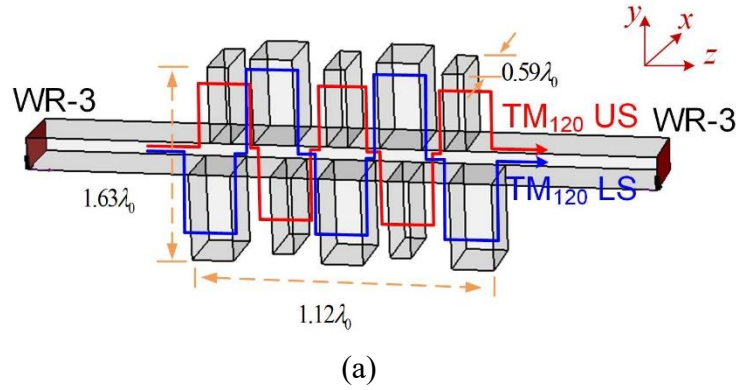 y
x
z
0.59λ₀
WR-3
TM₁₂₀ US
WR-3
TM₁₂₀ LS
1.63λ₀
1.12λ₀
(a)